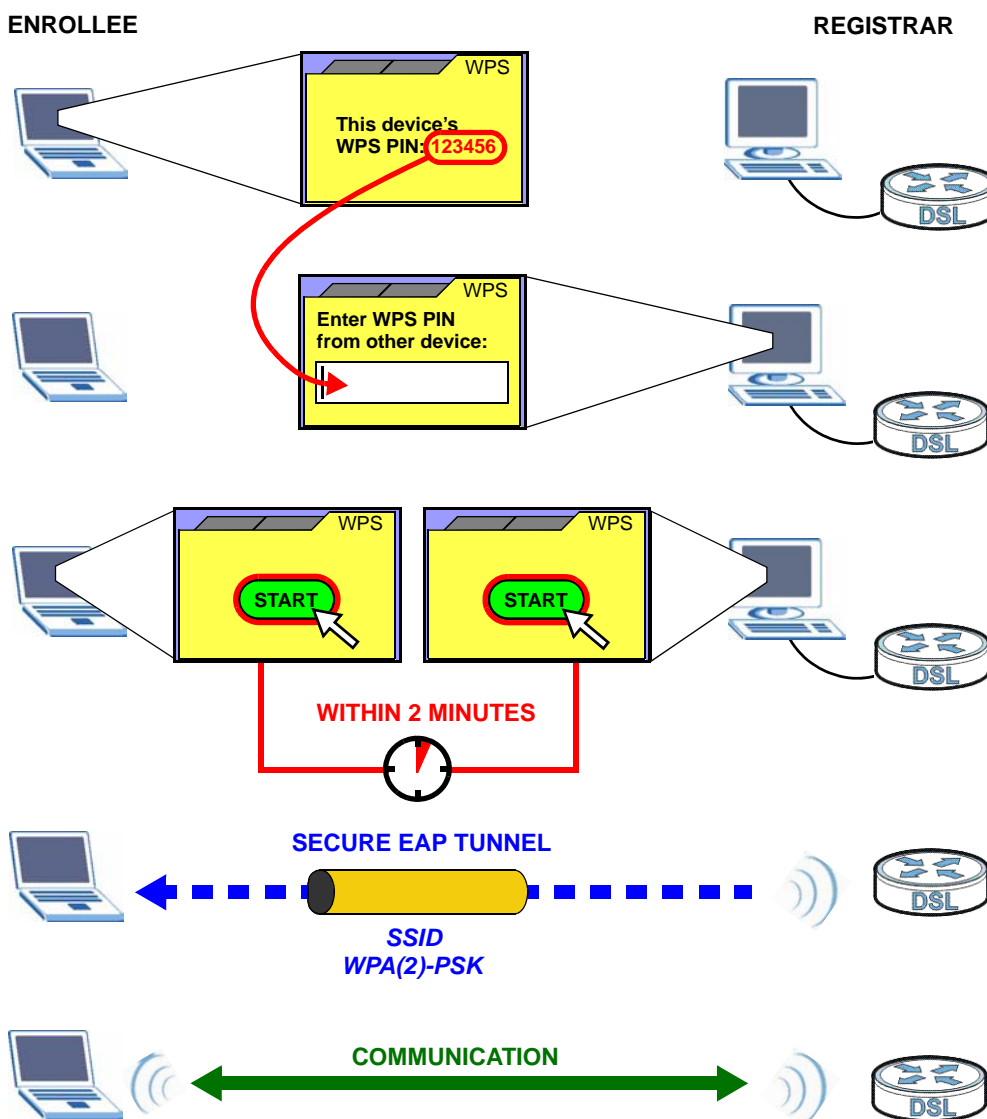 ENROLLEE
REGISTRAR
WPS
This device's
WPS PIN: 123456
DSL
WPS
Enter WPS PIN
from other device:
DSL
WPS
WPS
START
START
DSL
WITHIN 2 MINUTES
SECURE EAP TUNNEL
DSL
SSID
WPA(2)-PSK
COMMUNICATION
DSL